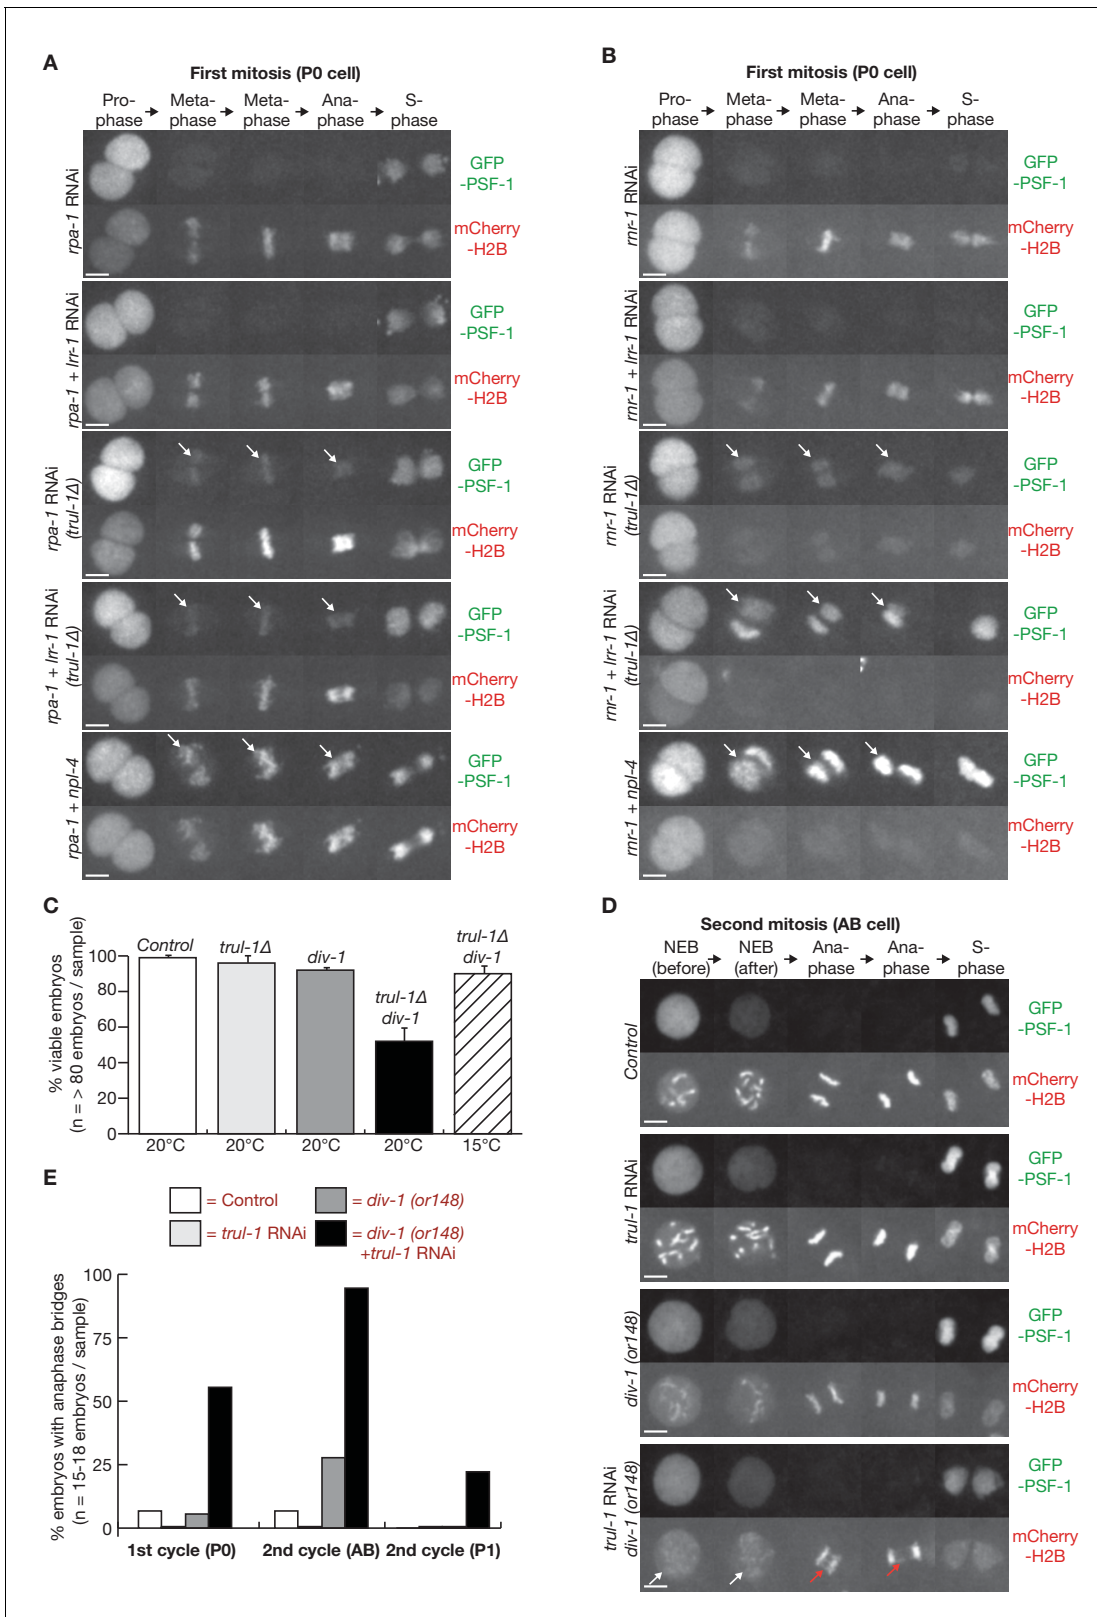 A
First mitosis (P0 cell)
Pro-phase Meta-phase Meta-phase Ana-phase S-phase
rpa-1 RNAi
GFP
-PSF-1
mCherry
-H2B
rpa-1 + lrr-1 RNAi
GFP
-PSF-1
mCherry
-H2B
rpa-1 RNAi
(trul-1Δ)
GFP
-PSF-1
mCherry
-H2B
rpa-1 + lrr-1 RNAi
(trul-1Δ)
GFP
-PSF-1
mCherry
-H2B
rpa-1 + npl-4
GFP
-PSF-1
mCherry
-H2B
B
First mitosis (P0 cell)
Pro-phase Meta-phase Meta-phase Ana-phase S-phase
rnr-1 RNAi
GFP
-PSF-1
mCherry
-H2B
rnr-1 + lrr-1 RNAi
GFP
-PSF-1
mCherry
-H2B
rnr-1 RNAi
(trul-1Δ)
GFP
-PSF-1
mCherry
-H2B
rnr-1 + lrr-1 RNAi
(trul-1Δ)
GFP
-PSF-1
mCherry
-H2B
rnr-1 + npl-4
GFP
-PSF-1
mCherry
-H2B
C
% viable embryos
(n = > 80 embryos / sample)
100
80
60
40
20
0
Control
trul-1Δ
div-1
trul-1Δ
div-1
trul-1Δ
div-1
20°C 20°C 20°C 20°C 15°C
D
Second mitosis (AB cell)
NEB (before) NEB (after) Ana-phase Ana-phase S-phase
Control
GFP
-PSF-1
mCherry
-H2B
trul-1 RNAi
GFP
-PSF-1
mCherry
-H2B
div-1 (or148)
GFP
-PSF-1
mCherry
-H2B
trul-1 RNAi
div-1 (or148)
GFP
-PSF-1
mCherry
-H2B
E
= Control
= div-1 (or148)
= trul-1 RNAi
= div-1 (or148)
+trul-1 RNAi
% embryos with anaphase bridges
(n = 15-18 embryos / sample)
100
75
50
25
0
1st cycle (P0) 2nd cycle (AB) 2nd cycle (P1)